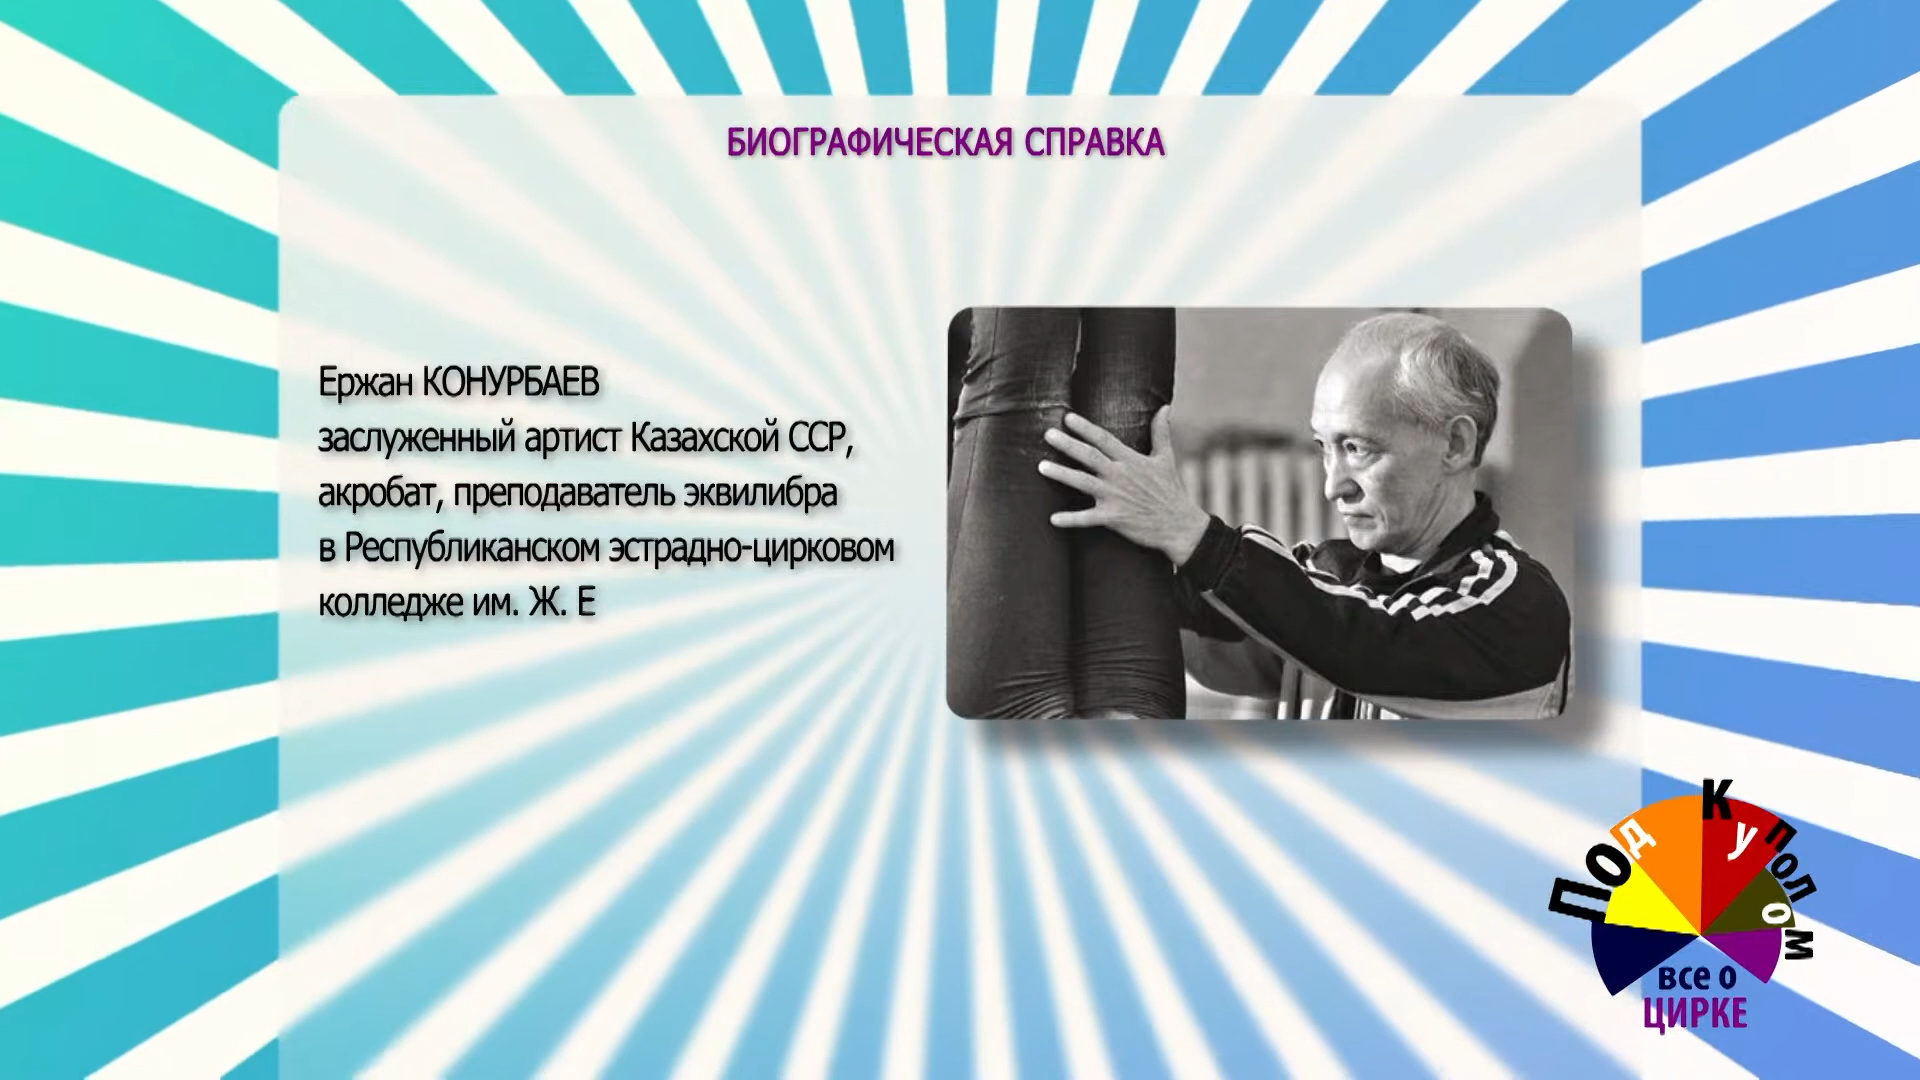 БИОГРАФИЧЕСКАЯ СПРАВКА
Ержан КОНУРБАЕВ
заслуженный артист Казахской ССР,
акробат, преподаватель эквилибра
в Республиканском эстрадно-цирковом
колледже им. Ж. Е
Под Куполом
все о
ЦИРКЕ